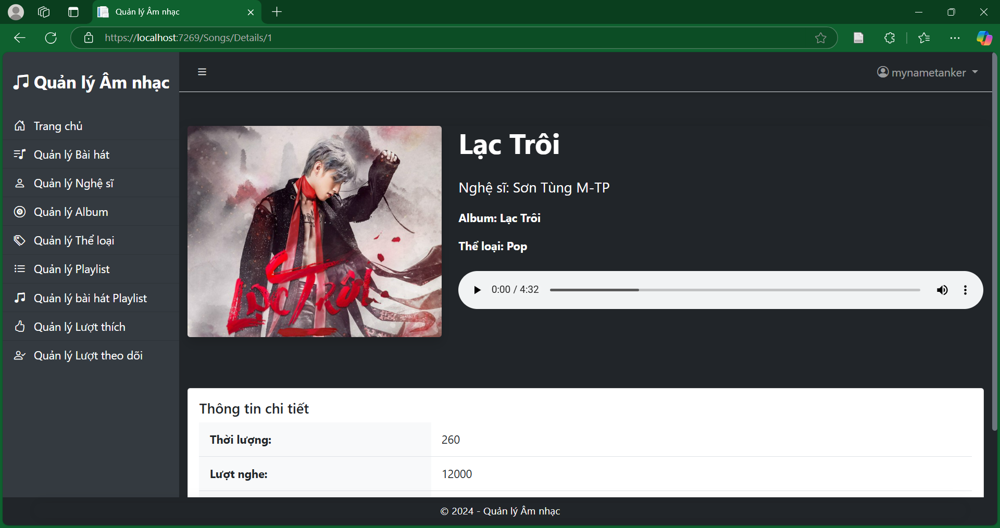 Quản lý Âm nhạc
https://localhost:7269/Songs/Details/1
Quản lý Âm nhạc
mynametanker
Trang chủ
Quản lý Bài hát
Quản lý Nghệ sĩ
Quản lý Album
Quản lý Thể loại
Quản lý Playlist
Quản lý bài hát Playlist
Quản lý Lượt thích
Quản lý Lượt theo dõi
LẠC TRÔI
Lạc Trôi
Nghệ sĩ: Sơn Tùng M-TP
Album: Lạc Trôi
Thể loại: Pop
0:00 / 4:32
Thông tin chi tiết
Thời lượng: 260
Lượt nghe: 12000
© 2024 - Quản lý Âm nhạc